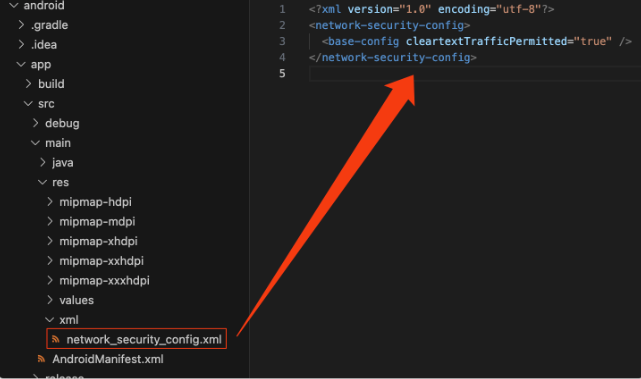 android
.gradle
.idea
app
build
src
debug
main
java
res
mipmap-hdpi
mipmap-mdpi
mipmap-xhdpi
mipmap-xxhdpi
mipmap-xxxhdpi
values
xml
network_security_config.xml
AndroidManifest.xml
release
1 <?xml version="1.0" encoding="utf-8"?>
2 <network-security-config>
3 <base-config cleartextTrafficPermitted="true" />
4 </network-security-config>
5